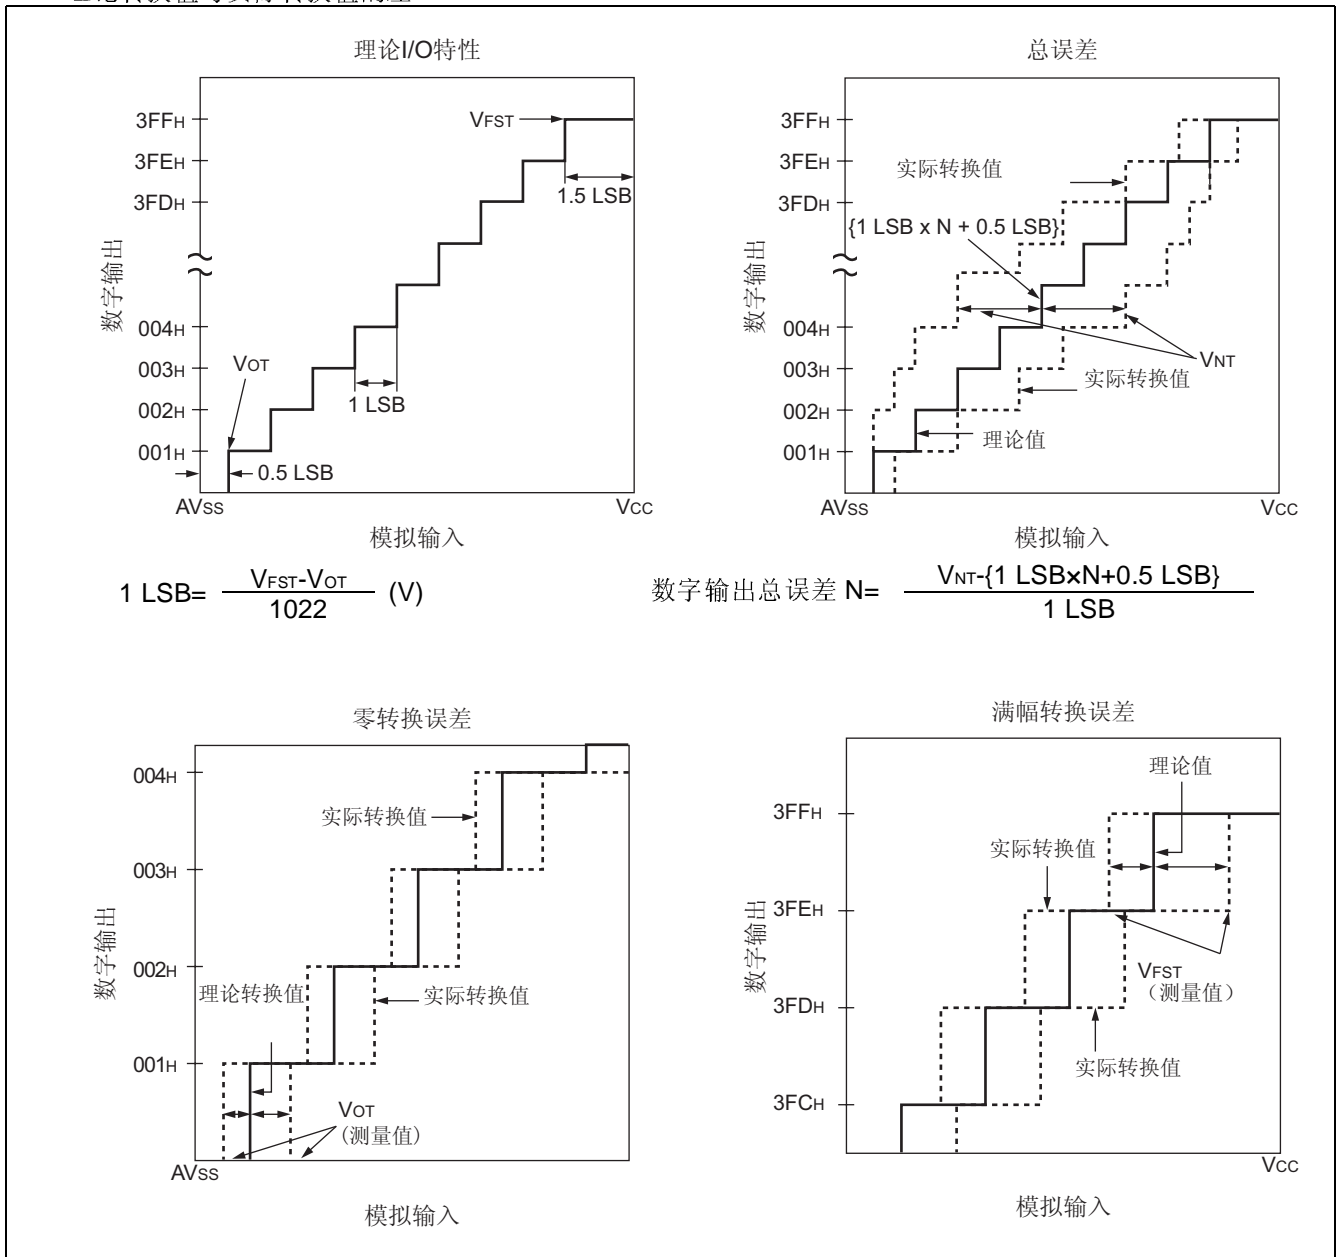 理论I/O特性
3FFH
3FEH
3FDH
004H
003H
002H
001H
数字输出
VFST
1.5 LSB
VOT
1 LSB
0.5 LSB
AVSS
VCC
模拟输入
总误差
3FFH
3FEH
3FDH
004H
003H
002H
001H
数字输出
实际转换值
{1 LSB x N + 0.5 LSB}
VNT
实际转换值
理论值
AVSS
VCC
模拟输入
1 LSB= VFST-VOT (V)
1022
数字输出总误差 N= VNT-{1 LSB×N+0.5 LSB}
1 LSB
零转换误差
004H
003H
002H
001H
数字输出
实际转换值
理论转换值
实际转换值
VOT
(测量值)
AVSS
模拟输入
满幅转换误差
3FFH
3FEH
3FDH
3FCH
数字输出
理论值
实际转换值
VFST
（测量值）
实际转换值
VCC
模拟输入